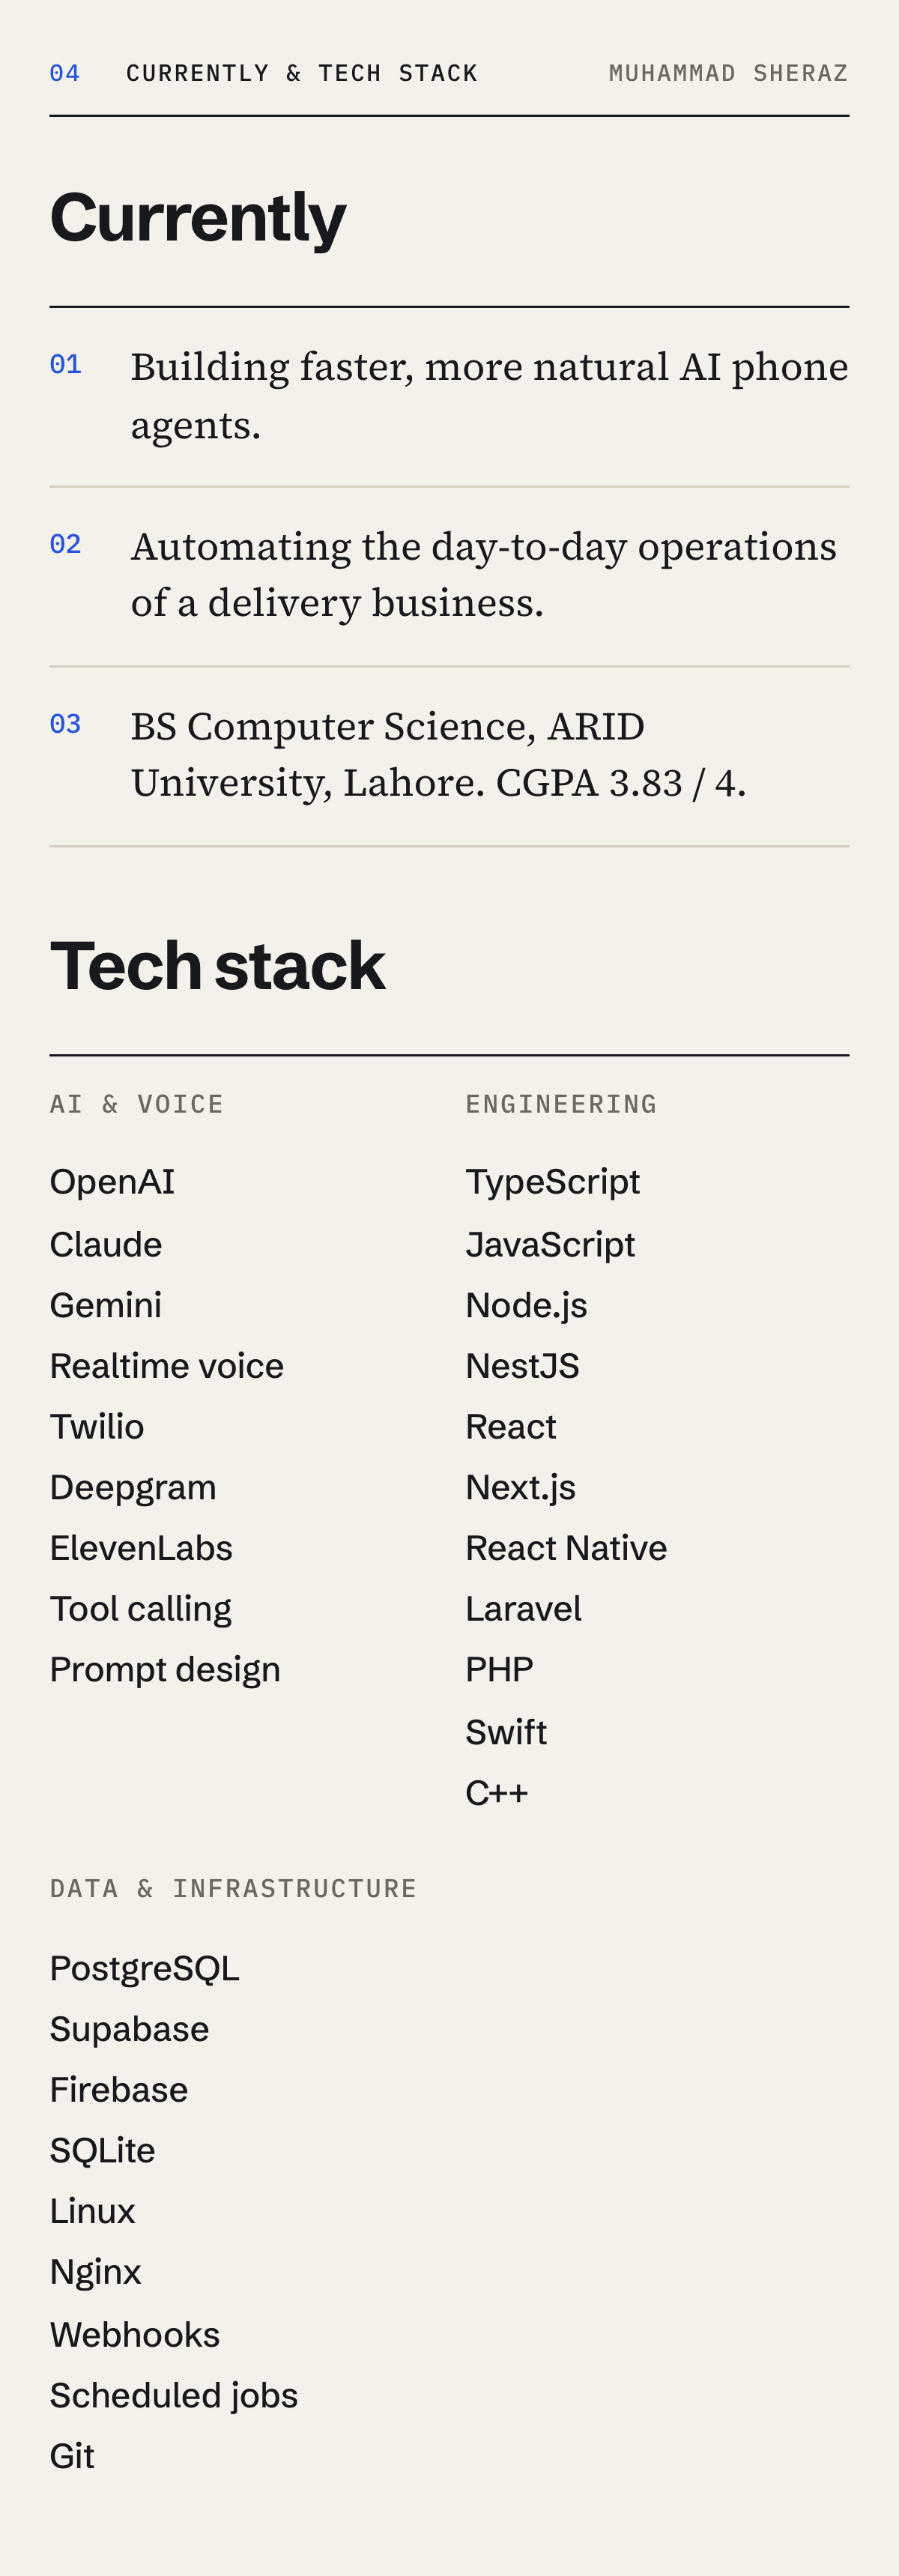 04 CURRENTLY & TECH STACK MUHAMMAD SHERAZ
Currently
01 Building faster, more natural AI phone
agents.
02 Automating the day-to-day operations
of a delivery business.
03 BS Computer Science, ARID
University, Lahore. CGPA 3.83 / 4.
Tech stack
AI & VOICE
OpenAI
Claude
Gemini
Realtime voice
Twilio
Deepgram
ElevenLabs
Tool calling
Prompt design
ENGINEERING
TypeScript
JavaScript
Node.js
NestJS
React
Next.js
React Native
Laravel
PHP
Swift
C++
DATA & INFRASTRUCTURE
PostgreSQL
Supabase
Firebase
SQLite
Linux
Nginx
Webhooks
Scheduled jobs
Git